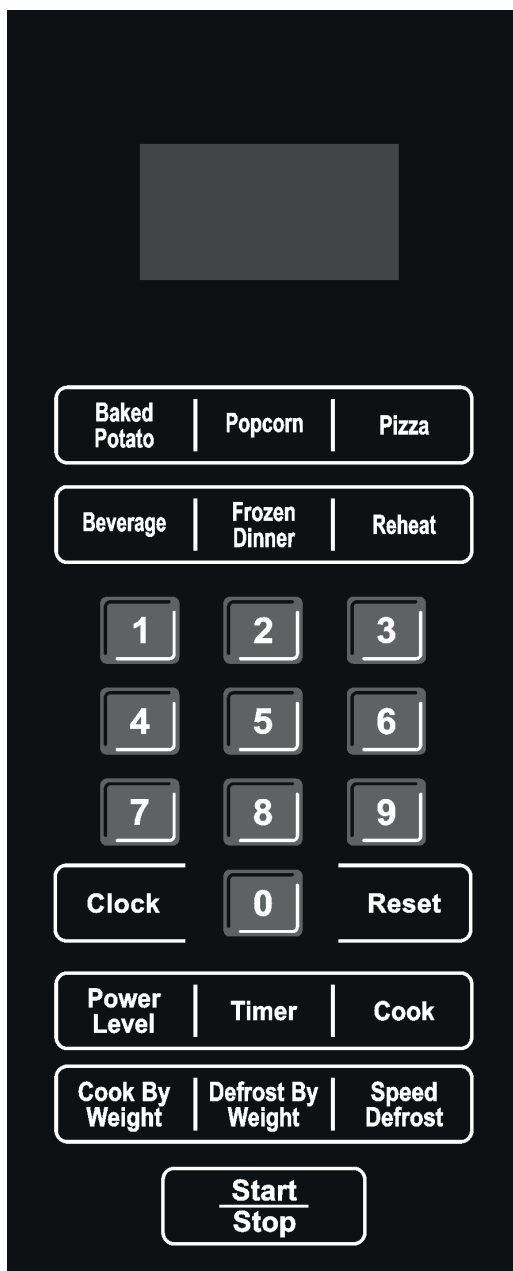 Baked Potato Popcorn Pizza
Beverage Frozen Dinner Reheat
1 2 3
4 5 6
7 8 9
Clock 0 Reset
Power Level Timer Cook
Cook By Weight Defrost By Weight Speed Defrost
Start
Stop